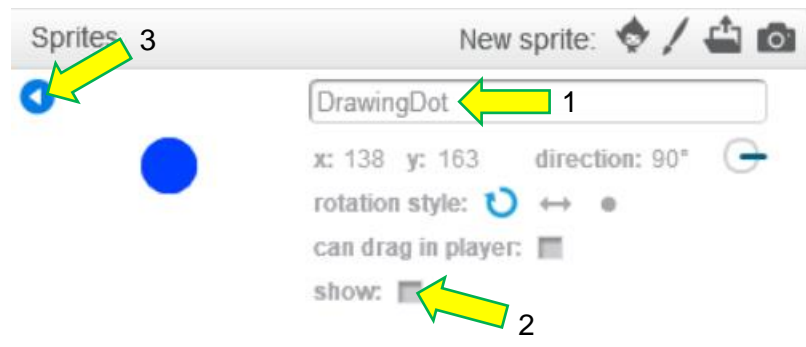 Sprites 3 New sprite:
DrawingDot 1
x: 138 y: 163 direction: 90°
rotation style:
can drag in player:
show:
2